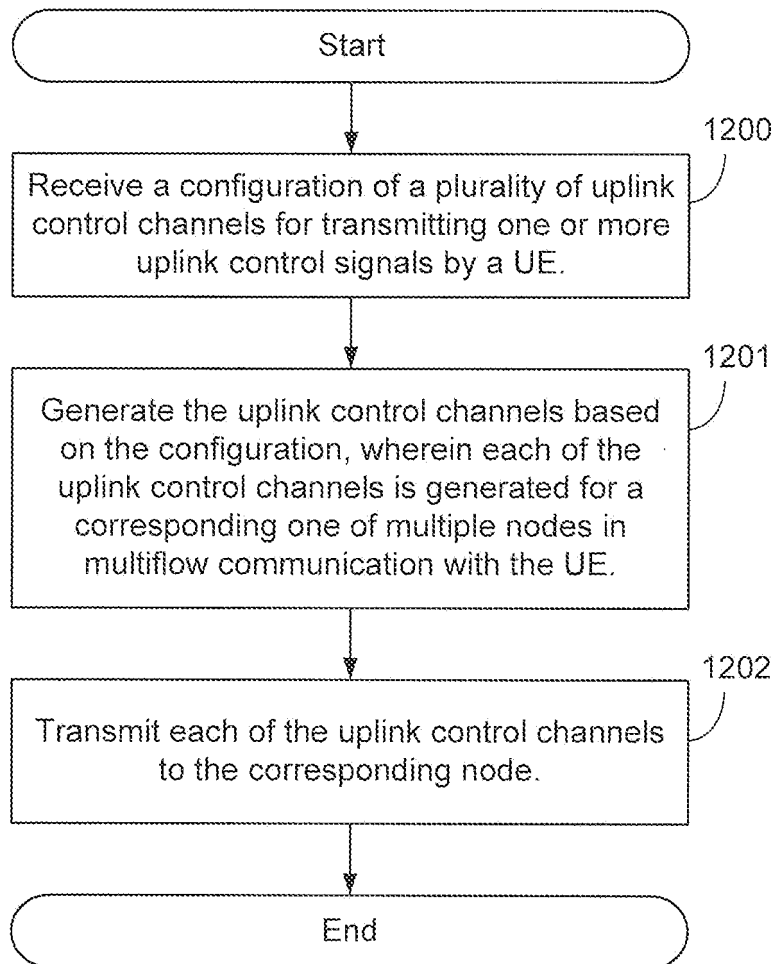 Start
1200
Receive a configuration of a plurality of uplink
control channels for transmitting one or more
uplink control signals by a UE.
1201
Generate the uplink control channels based
on the configuration, wherein each of the
uplink control channels is generated for a
corresponding one of multiple nodes in
multiflow communication with the UE.
1202
Transmit each of the uplink control channels
to the corresponding node.
End